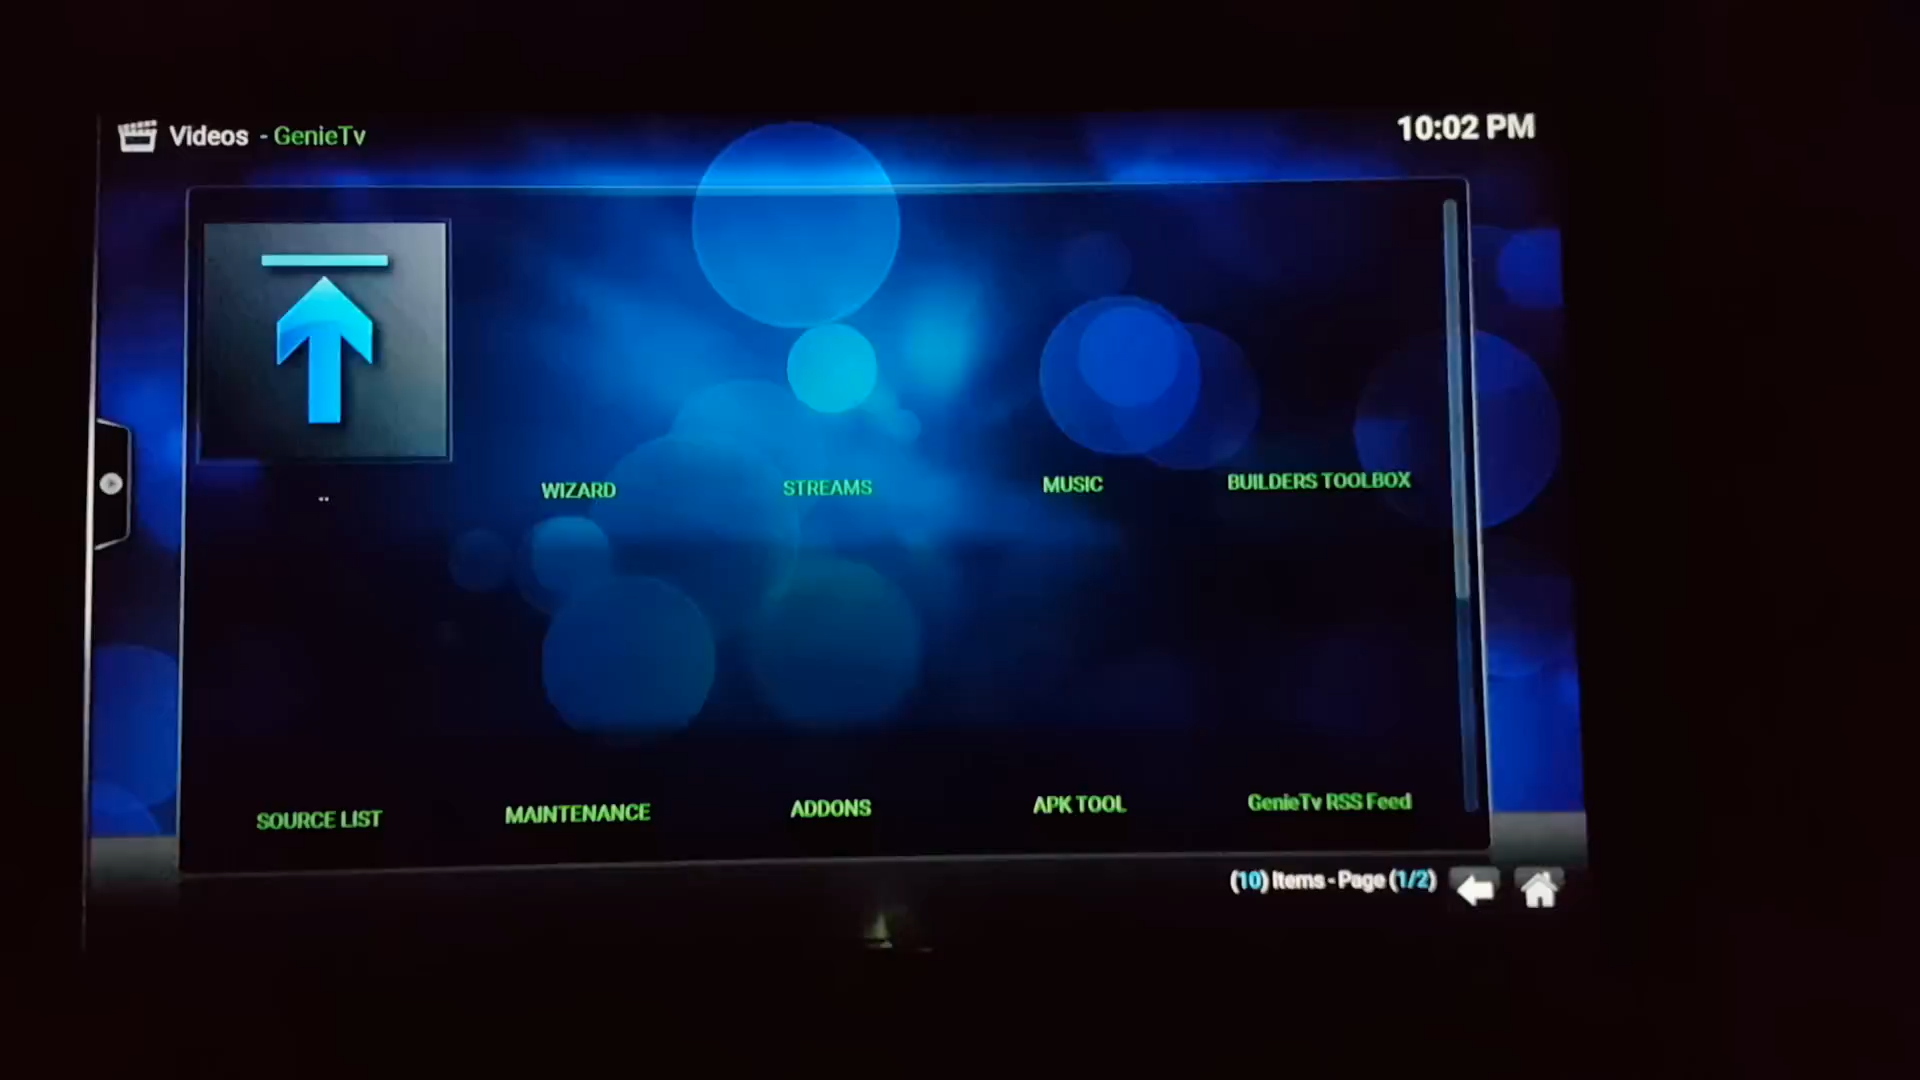 Videos - GenieTv
10:02 PM
..
WIZARD
STREAMS
MUSIC
BUILDERS TOOLBOX
SOURCE LIST
MAINTENANCE
ADDONS
APK TOOL
GenieTv RSS Feed
(10) Items - Page (1/2)